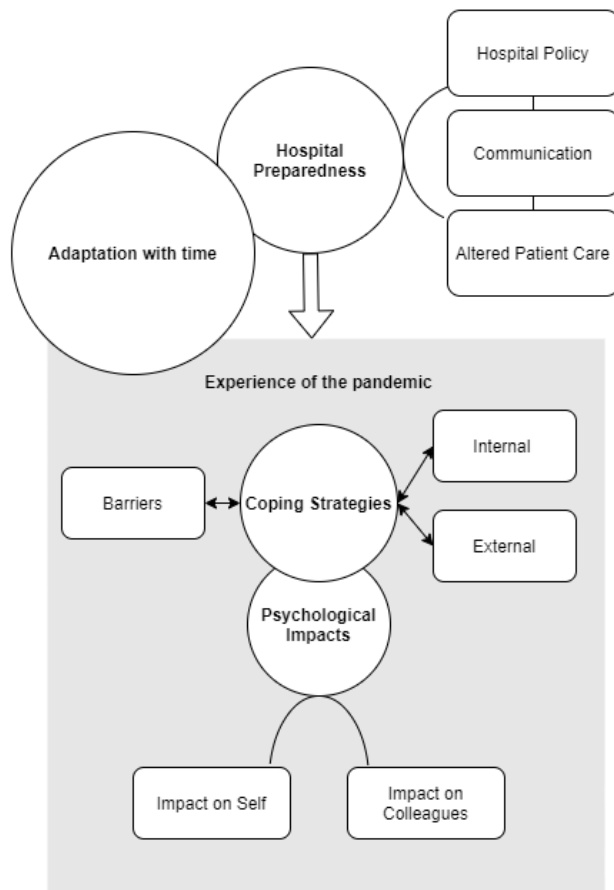 Hospital Policy
Hospital
Preparedness
Communication
Adaptation with time
Altered Patient Care
Experience of the pandemic
Internal
Barriers
Coping Strategies
External
Psychological
Impacts
Impact on Self
Impact on
Colleagues